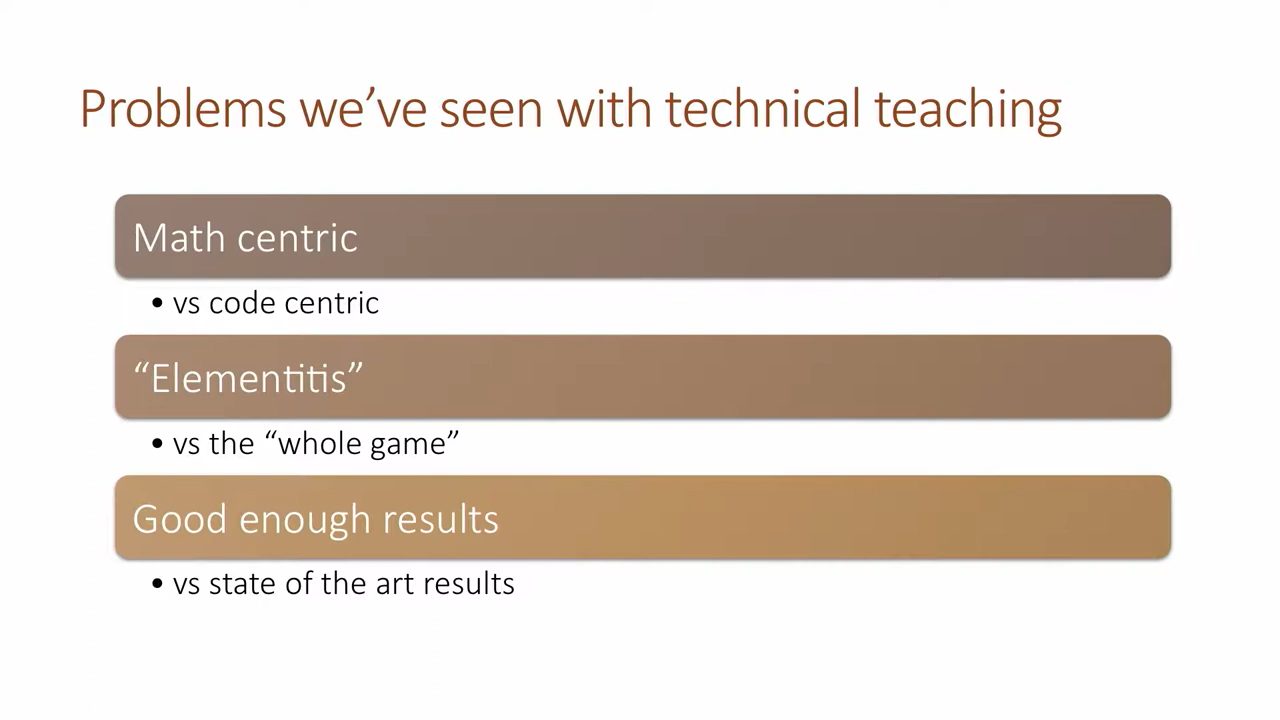 Problems we’ve seen with technical teaching
Math centric
• vs code centric
“Elementitis”
• vs the “whole game”
Good enough results
• vs state of the art results